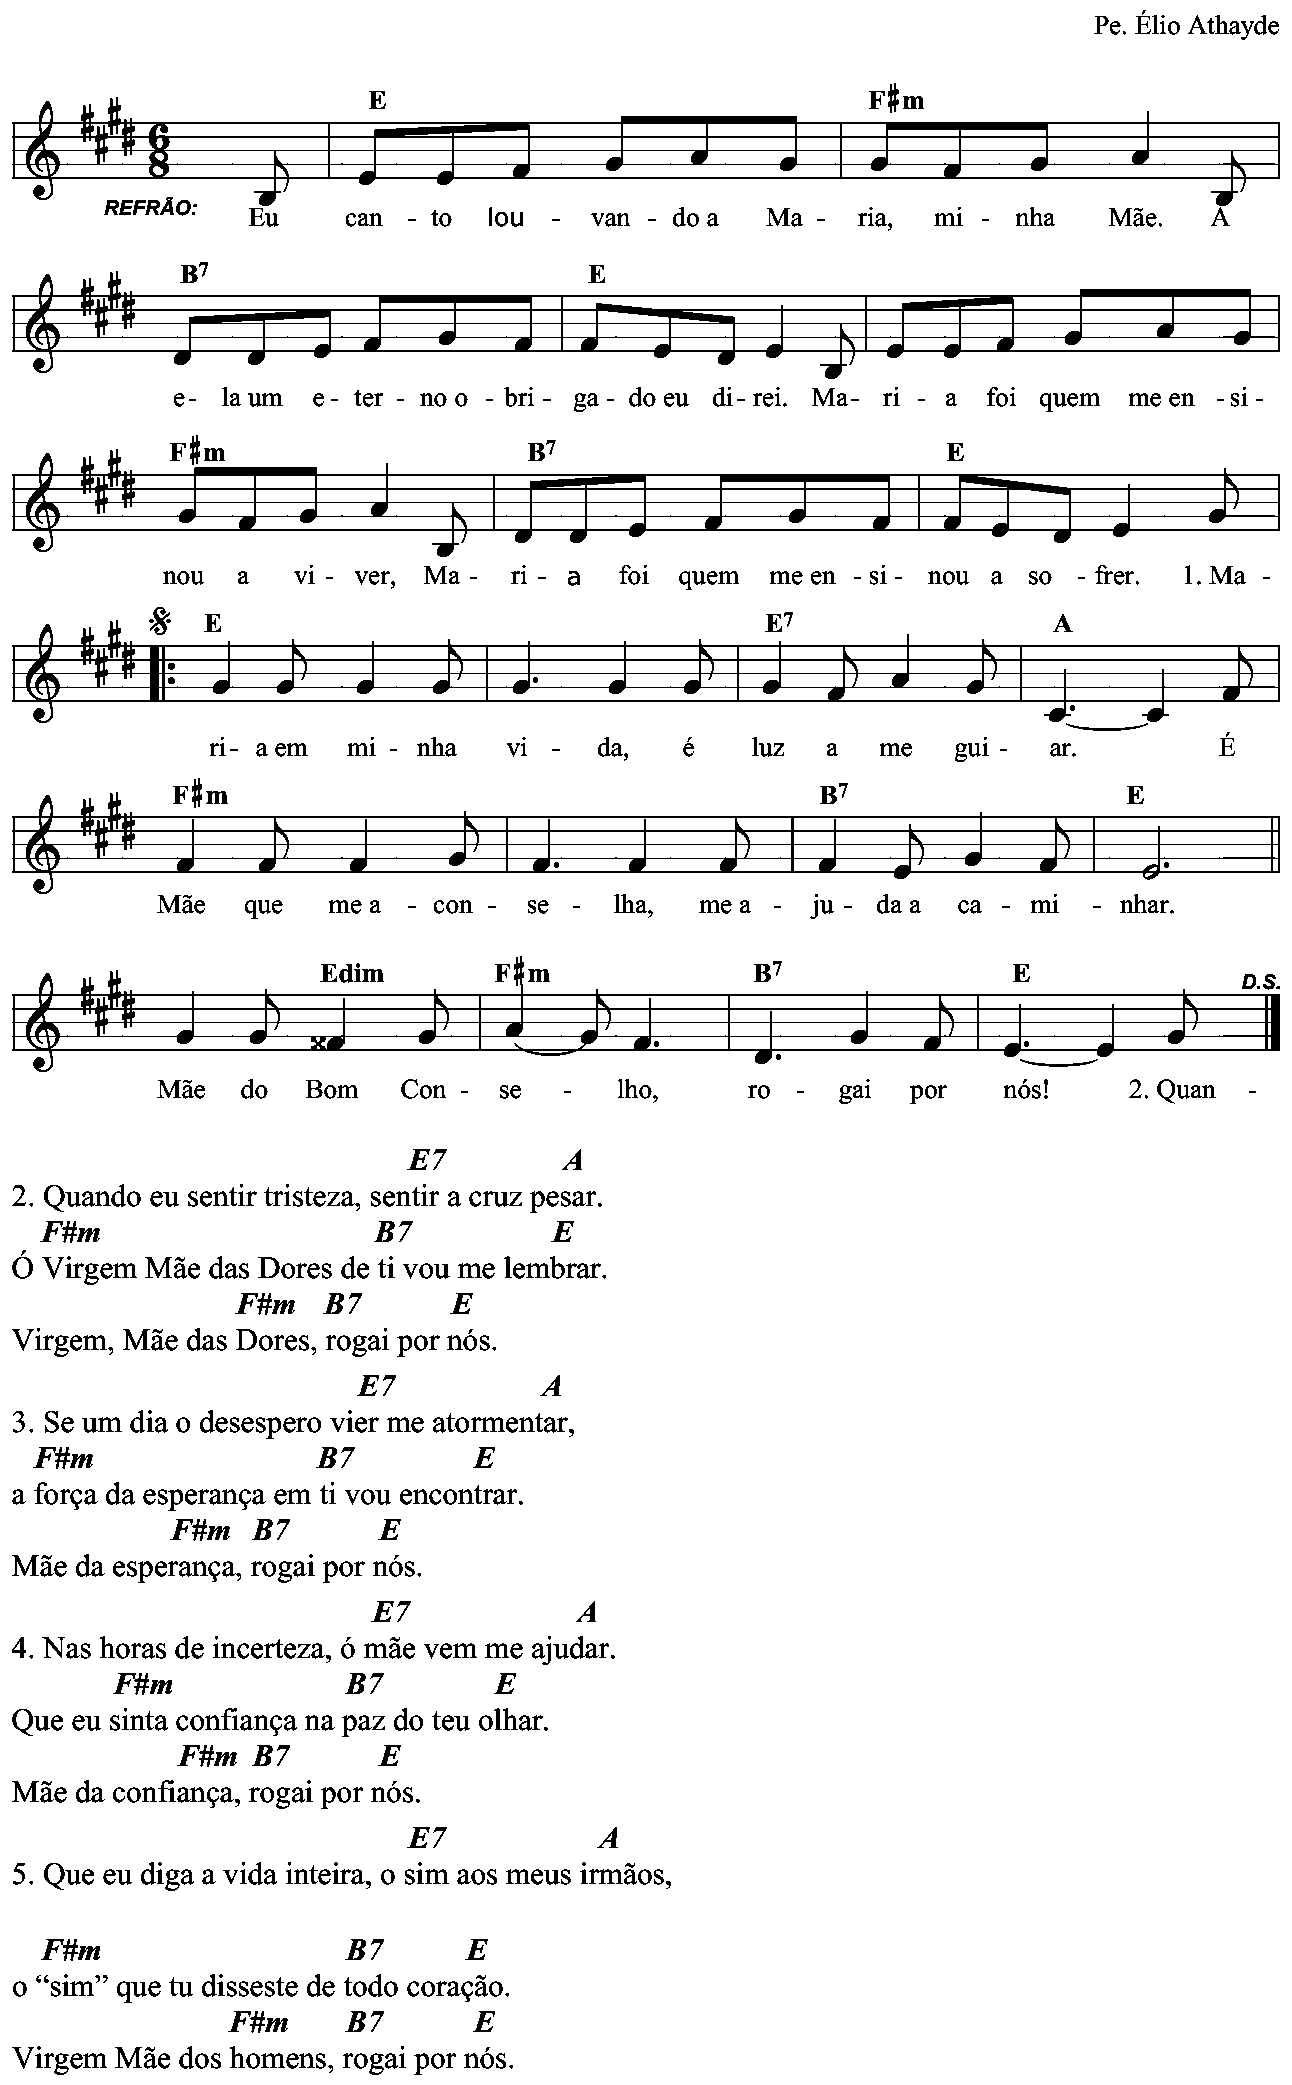 Pe. Élio Athayde
E F♯m
6
8
REFRÃO: Eu can - to lou - van - do a Ma - ria, mi - nha Mãe. A
B7 E
e - la um e - ter - no o - bri - ga - do eu di - rei. Ma - ri - a foi quem me en - si -
F♯m B7 E
nou a vi - ver, Ma - ri - a foi quem me en - si - nou a so - frer. 1. Ma -
E E7 A
ri - a em mi - nha vi - da, é luz a me gui - ar. É
F♯m B7 E
Mãe que me a - con - se - lha, me a - ju - da a ca - mi - nhar.
Edim F♯m B7 E D.S.
Mãe do Bom Con - se - lho, ro - gai por nós! 2. Quan -
E7 A
2. Quando eu sentir tristeza, sentir a cruz pesar.
F#m B7 E
Ó Virgem Mãe das Dores de ti vou me lembrar.
F#m B7 E
Virgem, Mãe das Dores, rogai por nós.
E7 A
3. Se um dia o desespero vier me atormentar,
F#m B7 E
a força da esperança em ti vou encontrar.
F#m B7 E
Mãe da esperança, rogai por nós.
E7 A
4. Nas horas de incerteza, ó mãe vem me ajudar.
F#m B7 E
Que eu sinta confiança na paz do teu olhar.
F#m B7 E
Mãe da confiança, rogai por nós.
E7 A
5. Que eu diga a vida inteira, o sim aos meus irmãos,
F#m B7 E
o “sim” que tu disseste de todo coração.
F#m B7 E
Virgem Mãe dos homens, rogai por nós.